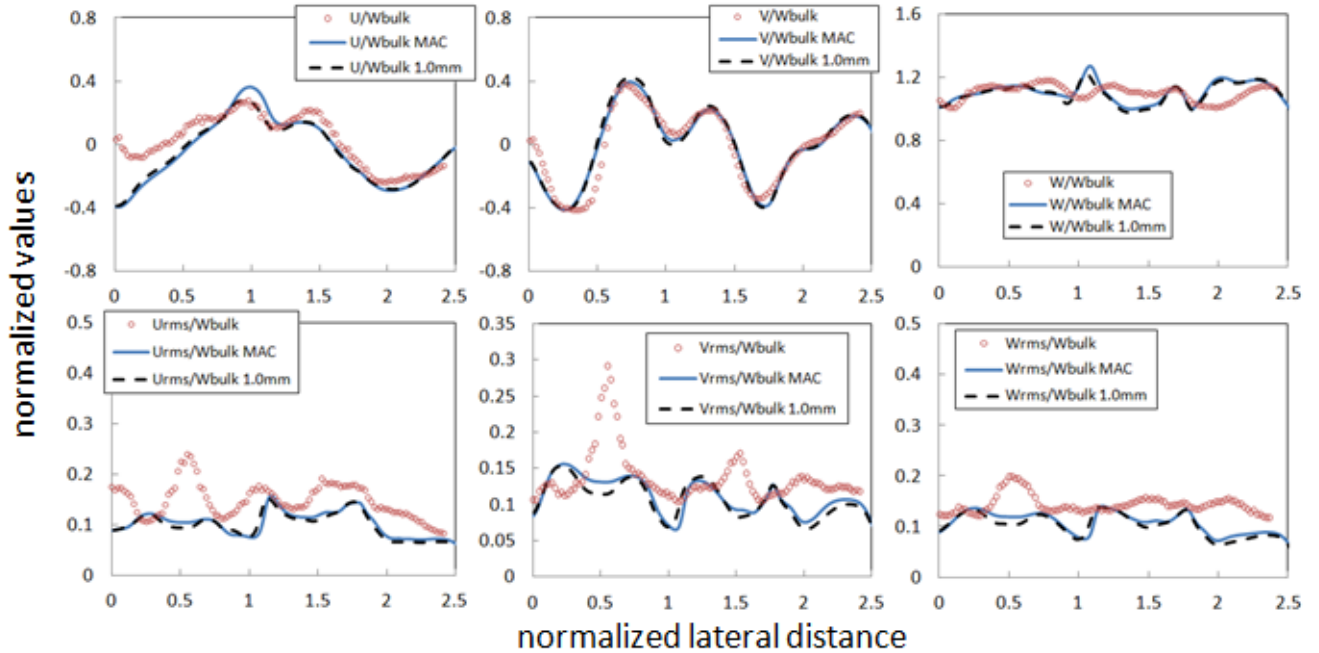 normalized values
0.8
0.4
0
-0.4
-0.8
0 0.5 1 1.5 2 2.5
U/Wbulk
U/Wbulk MAC
U/Wbulk 1.0mm
0.8
0.4
0
-0.4
-0.8
0 0.5 1 1.5 2 2.5
V/Wbulk
V/Wbulk MAC
V/Wbulk 1.0mm
1.6
1.2
0.8
0.4
0
0 0.5 1 1.5 2 2.5
W/Wbulk
W/Wbulk MAC
W/Wbulk 1.0mm
0.5
0.4
0.3
0.2
0.1
0
0 0.5 1 1.5 2 2.5
Urms/Wbulk
Urms/Wbulk MAC
Urms/Wbulk 1.0mm
0.35
0.3
0.25
0.2
0.15
0.1
0.05
0
0 0.5 1 1.5 2 2.5
Vrms/Wbulk
Vrms/Wbulk MAC
Vrms/Wbulk 1.0mm
0.5
0.4
0.3
0.2
0.1
0
0 0.5 1 1.5 2 2.5
Wrms/Wbulk
Wrms/Wbulk MAC
Wrms/Wbulk 1.0mm
normalized lateral distance